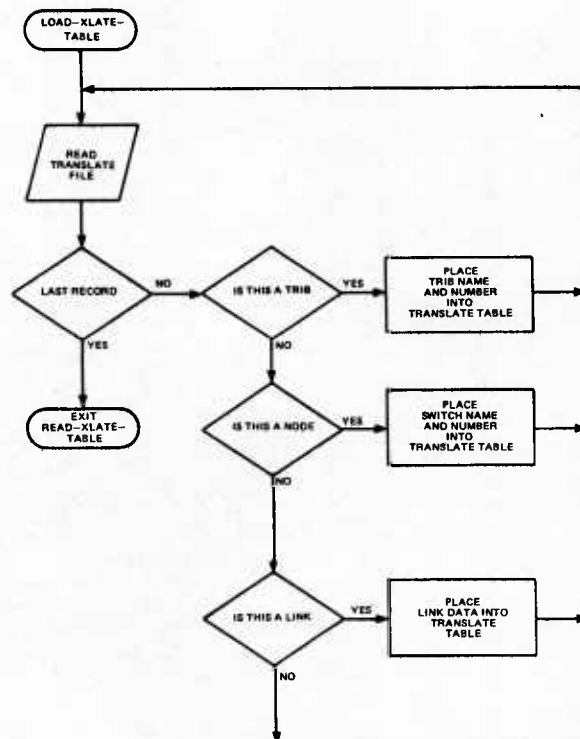 LOAD-XLATE-
TABLE
READ
TRANSLATE
FILE
LAST RECORD
NO
IS THIS A TRIB
YES
PLACE
TRIB NAME
AND NUMBER
INTO
TRANSLATE TABLE
YES
NO
EXIT
READ-XLATE-
TABLE
IS THIS A NODE
YES
PLACE
SWITCH NAME
AND NUMBER
INTO
TRANSLATE TABLE
NO
IS THIS A LINK
YES
PLACE
LINK DATA INTO
TRANSLATE
TABLE
NO